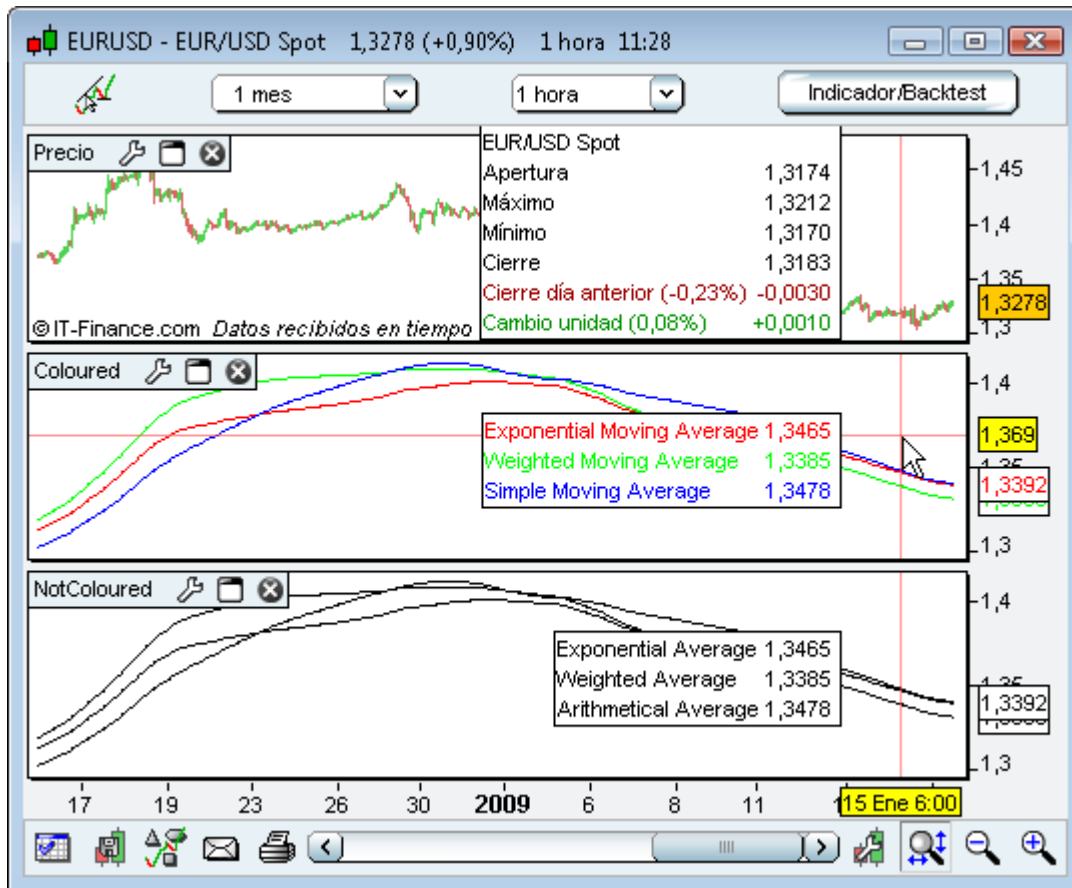 EURUSD - EUR/USD Spot 1,3278 (+0,90%) 1 hora 11:28
1 mes
1 hora
Indicador/Backtest
Precio
EUR/USD Spot
Apertura 1,3174
Máximo 1,3212
Mínimo 1,3170
Cierre 1,3183
Cierre día anterior (-0,23%) -0,0030
Cambio unidad (0,08%) +0,0010
1,45
1,4
1,35
1,3278
1,3
©IT-Finance.com Datos recibidos en tiempo
Coloured
1,4
1,369
1,35
1,3392
1,3
Exponential Moving Average 1,3465
Weighted Moving Average 1,3385
Simple Moving Average 1,3478
NotColoured
1,4
1,35
1,3392
1,3
Exponential Average 1,3465
Weighted Average 1,3385
Arithmetical Average 1,3478
17 19 23 26 30 2009 6 8 11 15 Ene 6:00